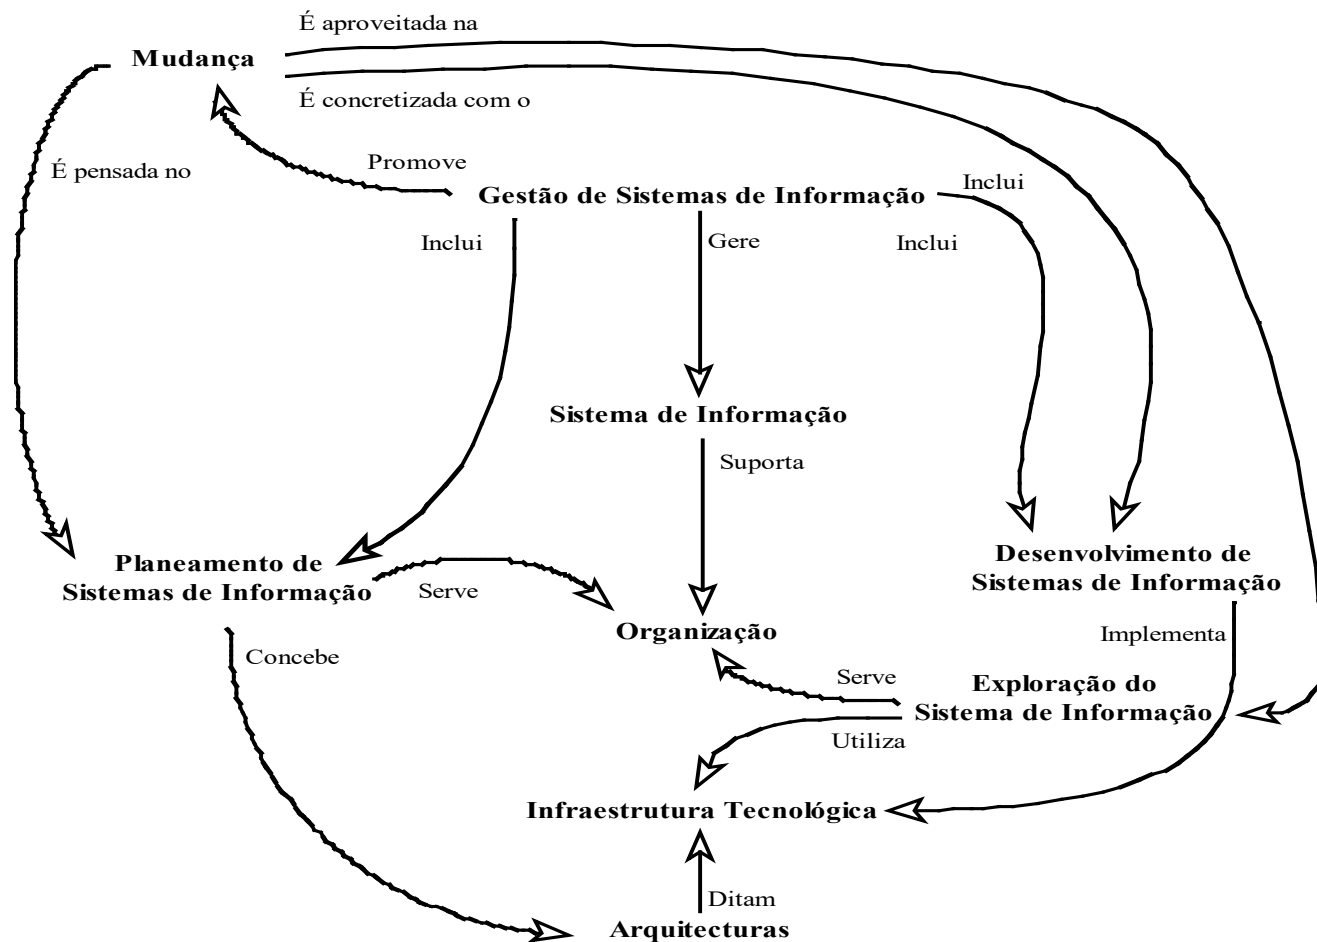 É aproveitada na
Mudança
É concretizada com o
Promove
É pensada no
Gestão de Sistemas de Informação
Inclui
Inclui
Gere
Inclui
Sistema de Informação
Suporta
Planeamento de
Sistemas de Informação
Serve
Desenvolvimento de
Sistemas de Informação
Organização
Implementa
Concebe
Serve
Exploração do
Sistema de Informação
Utiliza
Infraestrutura Tecnológica
Ditam
Arquitecturas